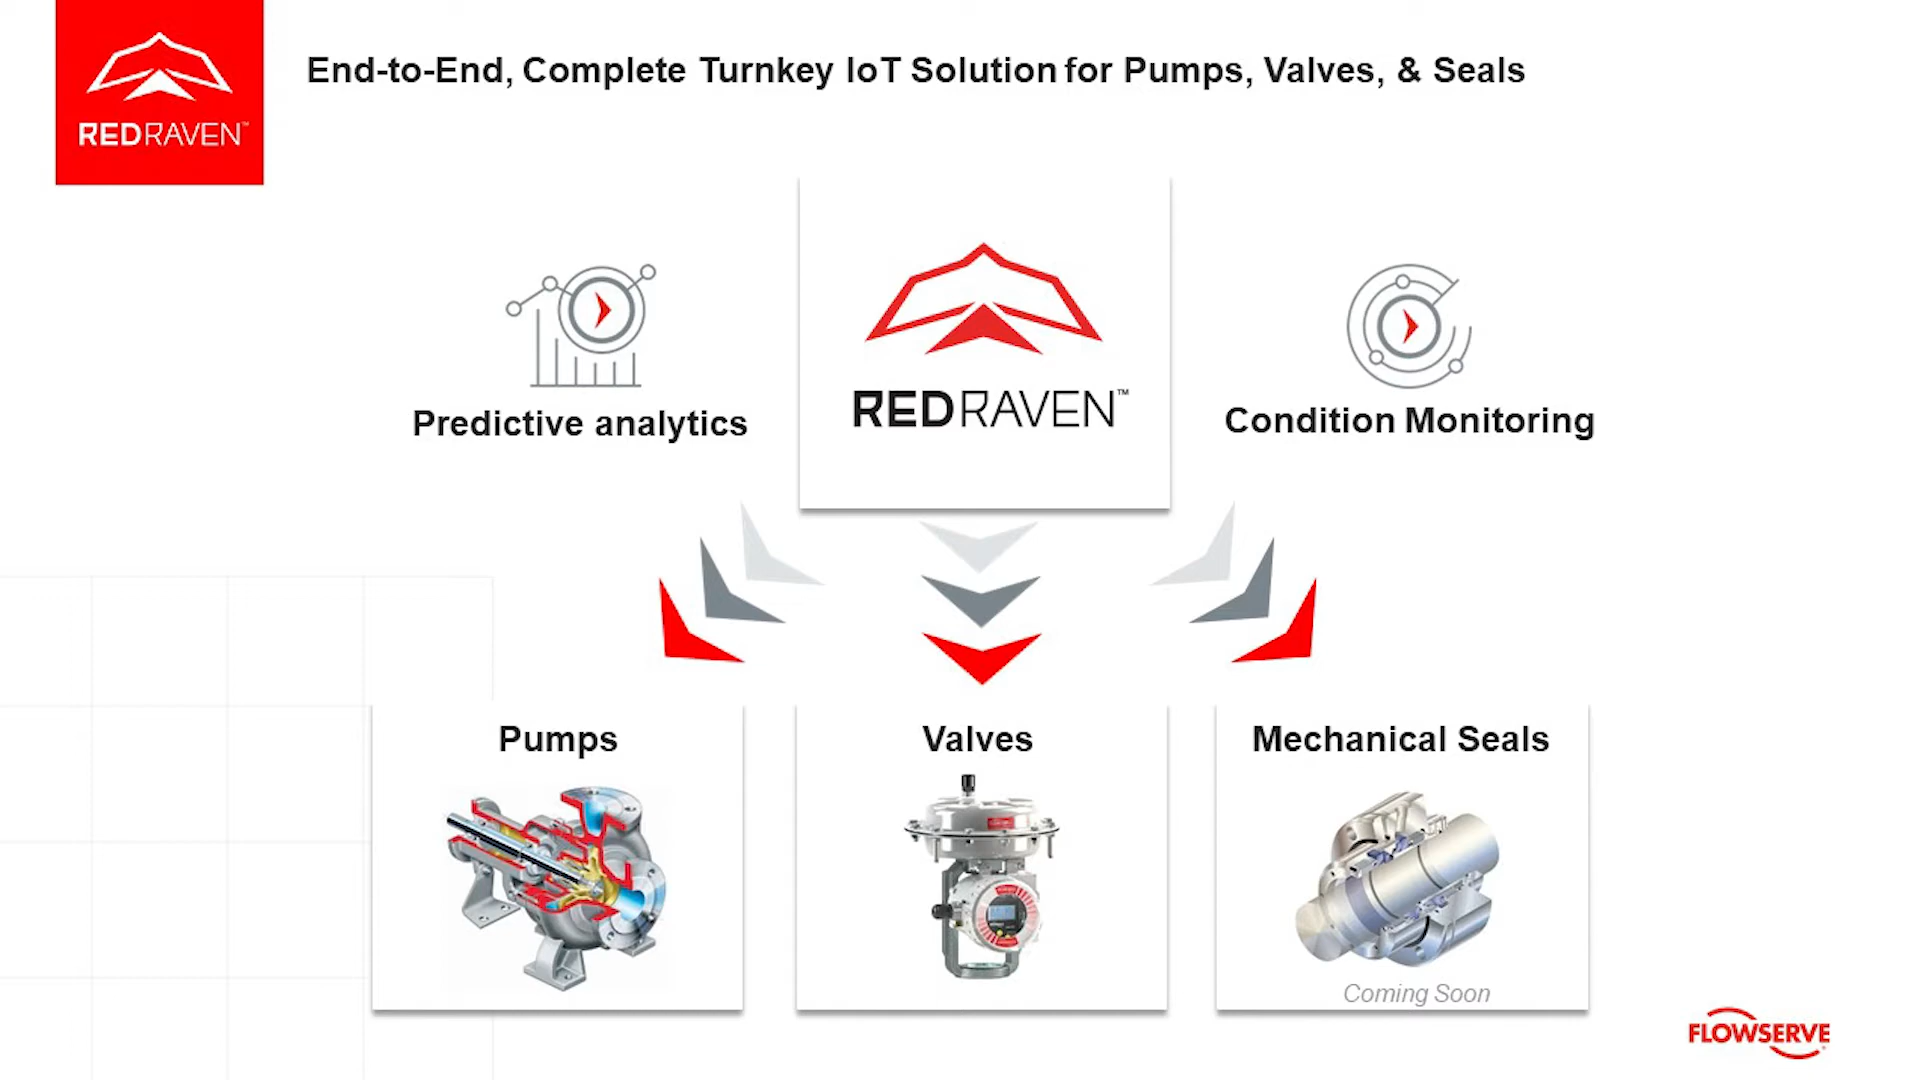 REDRAVEN™
End-to-End, Complete Turnkey IoT Solution for Pumps, Valves, & Seals
Predictive analytics
REDRAVEN™
Condition Monitoring
Pumps
Valves
Mechanical Seals
Coming Soon
FLOWSERVE